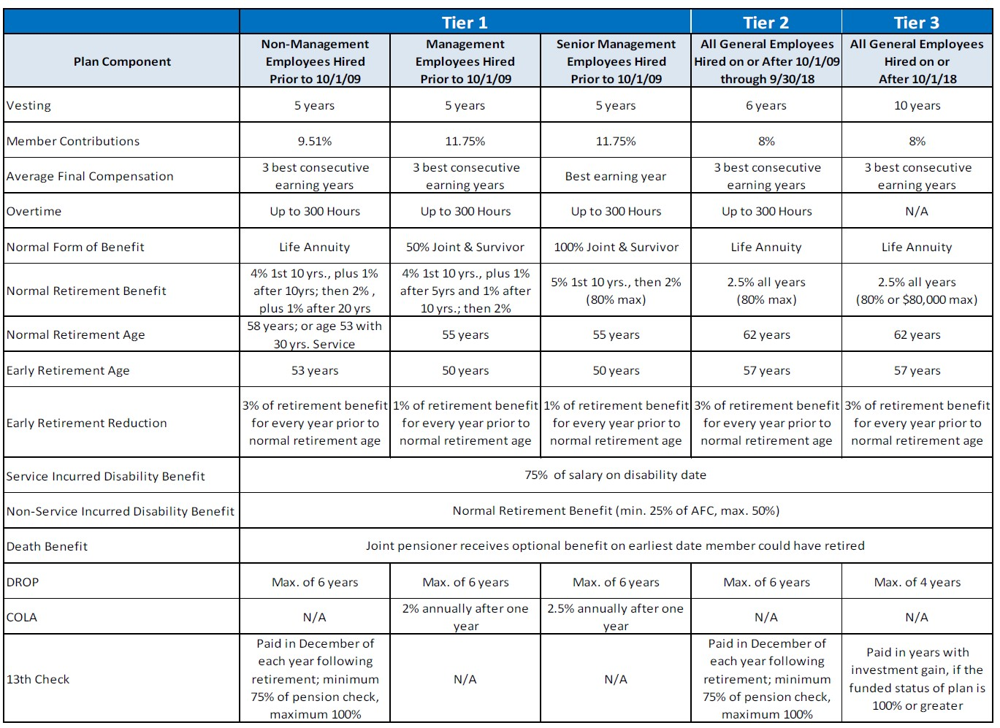 Tier 1 Tier 2 Tier 3
Plan Component
Non-Management
Employees Hired
Prior to 10/1/09
Management
Employees Hired
Prior to 10/1/09
Senior Management
Employees Hired
Prior to 10/1/09
All General Employees
Hired on or After 10/1/09
through 9/30/18
All General Employees
Hired on or
After 10/1/18
Vesting
5 years
5 years
5 years
6 years
10 years
Member Contributions
9.51%
11.75%
11.75%
8%
8%
Average Final Compensation
3 best consecutive
earning years
3 best consecutive
earning years
Best earning year
3 best consecutive
earning years
3 best consecutive
earning years
Overtime
Up to 300 Hours
Up to 300 Hours
Up to 300 Hours
Up to 300 Hours
N/A
Normal Form of Benefit
Life Annuity
50% Joint & Survivor
100% Joint & Survivor
Life Annuity
Life Annuity
Normal Retirement Benefit
4% 1st 10 yrs., plus 1%
after 10yrs; then 2% ,
plus 1% after 20 yrs
4% 1st 10 yrs., plus 1%
after 5yrs and 1% after
10 yrs.; then 2%
5% 1st 10 yrs., then 2%
(80% max)
2.5% all years
(80% max)
2.5% all years
(80% or $80,000 max)
Normal Retirement Age
58 years; or age 53 with
30 yrs. Service
55 years
55 years
62 years
62 years
Early Retirement Age
53 years
50 years
50 years
57 years
57 years
Early Retirement Reduction
3% of retirement benefit
for every year prior to
normal retirement age
1% of retirement benefit
for every year prior to
normal retirement age
1% of retirement benefit
for every year prior to
normal retirement age
3% of retirement benefit
for every year prior to
normal retirement age
3% of retirement benefit
for every year prior to
normal retirement age
Service Incurred Disability Benefit
75% of salary on disability date
Non-Service Incurred Disability Benefit
Normal Retirement Benefit (min. 25% of AFC, max. 50%)
Death Benefit
Joint pensioner receives optional benefit on earliest date member could have retired
DROP
Max. of 6 years
Max. of 6 years
Max. of 6 years
Max. of 6 years
Max. of 4 years
COLA
N/A
2% annually after one
year
2.5% annually after one
year
N/A
N/A
13th Check
Paid in December of
each year following
retirement; minimum
75% of pension check,
maximum 100%
N/A
N/A
Paid in December of
each year following
retirement; minimum
75% of pension check,
maximum 100%
Paid in years with
investment gain, if the
funded status of plan is
100% or greater